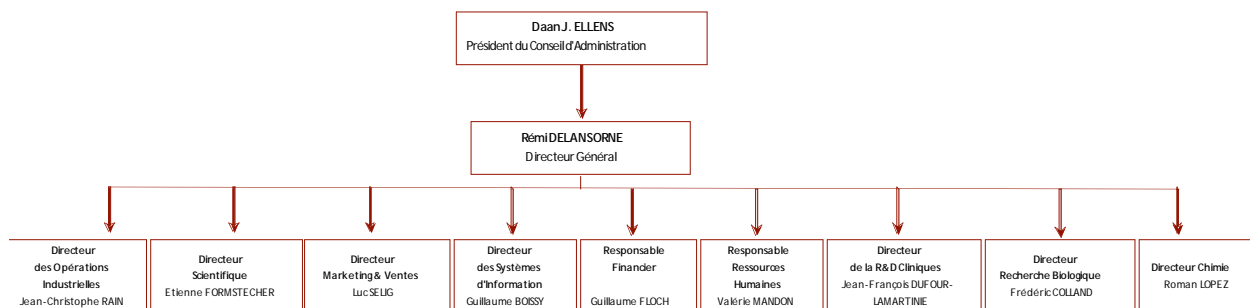 Daan J. ELLENS
Président du Conseil d'Administration
Rémi DELANSORNE
Directeur Général
Directeur
des Opérations
Industrielles
Jean-Christophe RAIN
Directeur
Scientifique
Etienne FORMSTECHER
Directeur
Marketing & Ventes
Luc SELIG
Directeur
des Systèmes
d'Information
Guillaume BOISSY
Responsable
Financier
Guillaume FLOCH
Responsable
Ressources
Humaines
Valérie MANDON
Directeur
de la R&D Cliniques
Jean-François DUFOUR-
LAMARTINIE
Directeur
Recherche Biologique
Frédéric COLLAND
Directeur Chimie
Roman LOPEZ